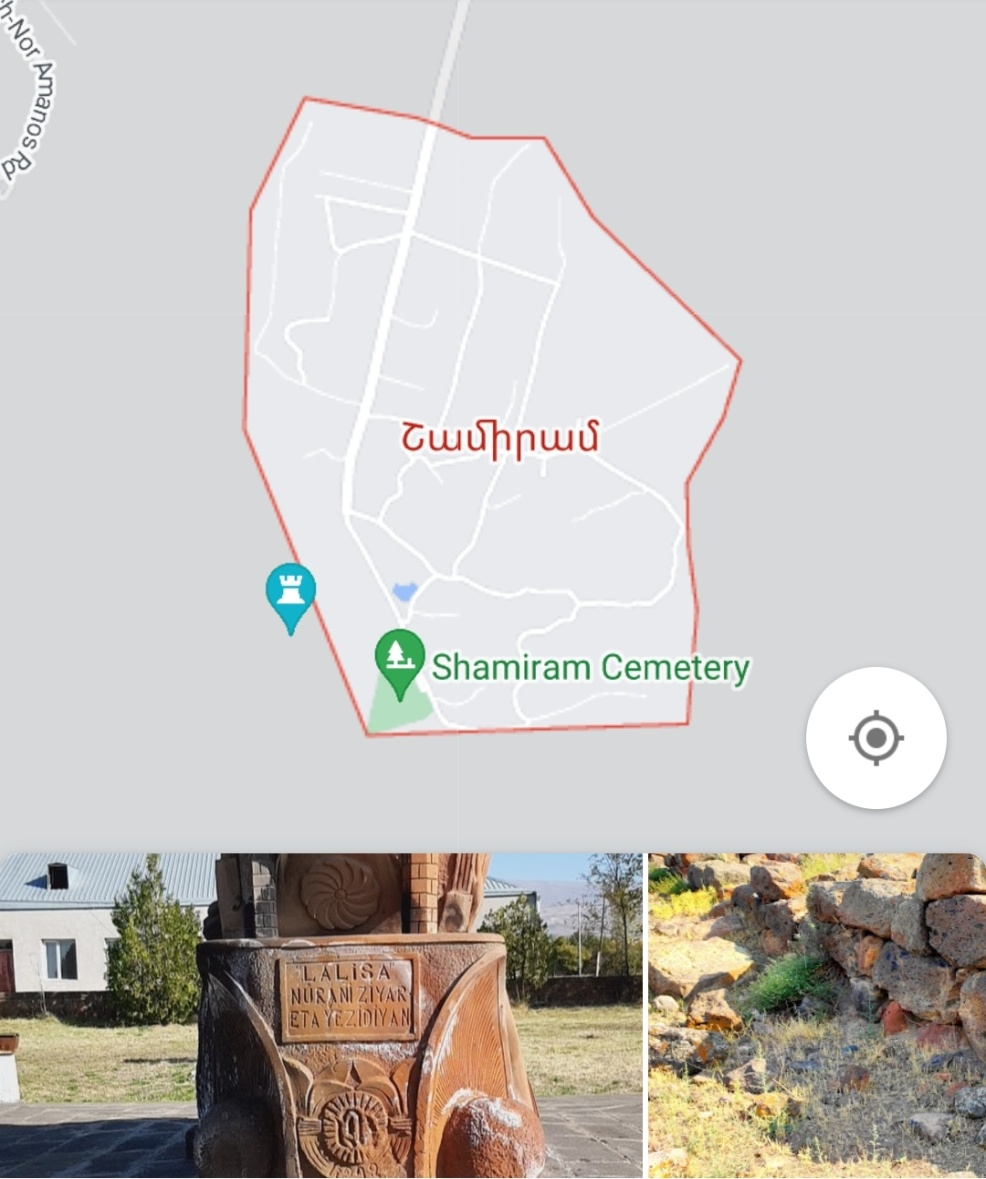 h-Nor Amanos Rd
Շամիրամ
Shamiram Cemetery
LALISA
NURANI ZIYAR
ETA YEZIDIYAN